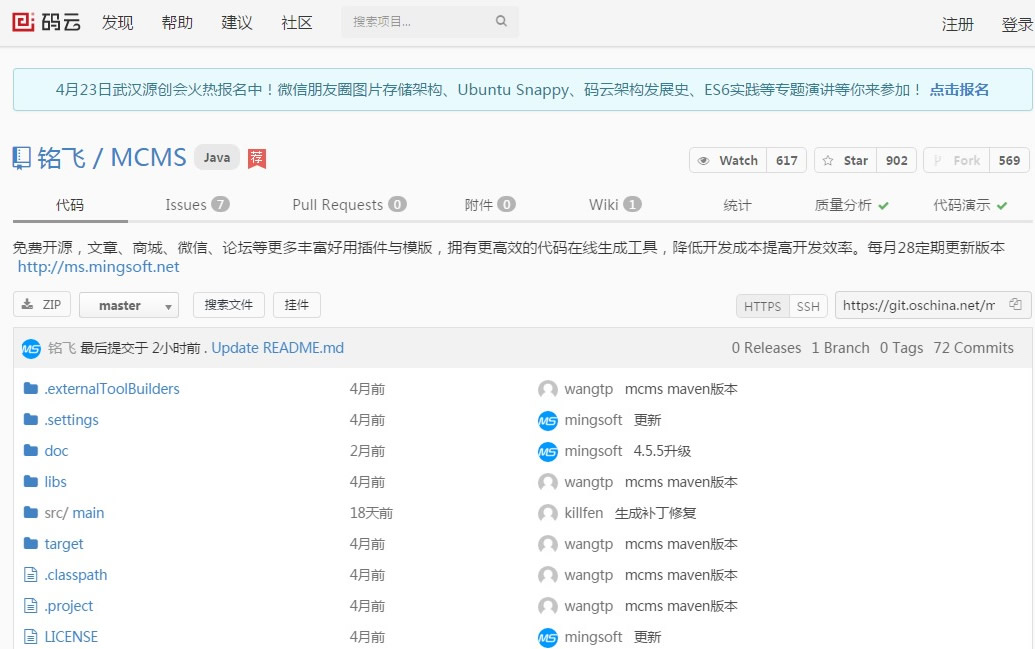 码云 发现 帮助 建议 社区 搜索项目... 注册 登录
4月23日武汉源创会火热报名中！微信朋友圈图片存储架构、Ubuntu Snappy、码云架构发展史、ES6实践等专题演讲等你来参加！ 点击报名
铭飞 / MCMS Java 荐 Watch 617 Star 902 Fork 569
代码 Issues 7 Pull Requests 0 附件 0 Wiki 1 统计 质量分析 代码演示
免费开源，文章、商城、微信、论坛等更多丰富好用插件与模版，拥有更高效的代码在线生成工具，降低开发成本提高开发效率。每月28定期更新版本
http://ms.mingsoft.net
ZIP master 搜索文件 挂件 HTTPS SSH https://git.oschina.net/m
MS 铭飞 最后提交于 2小时前 . Update README.md 0 Releases 1 Branch 0 Tags 72 Commits
.externalToolBuilders 4月前 wangtp mcms maven版本
.settings 4月前 MS mingsoft 更新
doc 2月前 MS mingsoft 4.5.5升级
libs 4月前 wangtp mcms maven版本
src/ main 18天前 killfen 生成补丁修复
target 4月前 wangtp mcms maven版本
.classpath 4月前 wangtp mcms maven版本
.project 4月前 wangtp mcms maven版本
LICENSE 4月前 MS mingsoft 更新